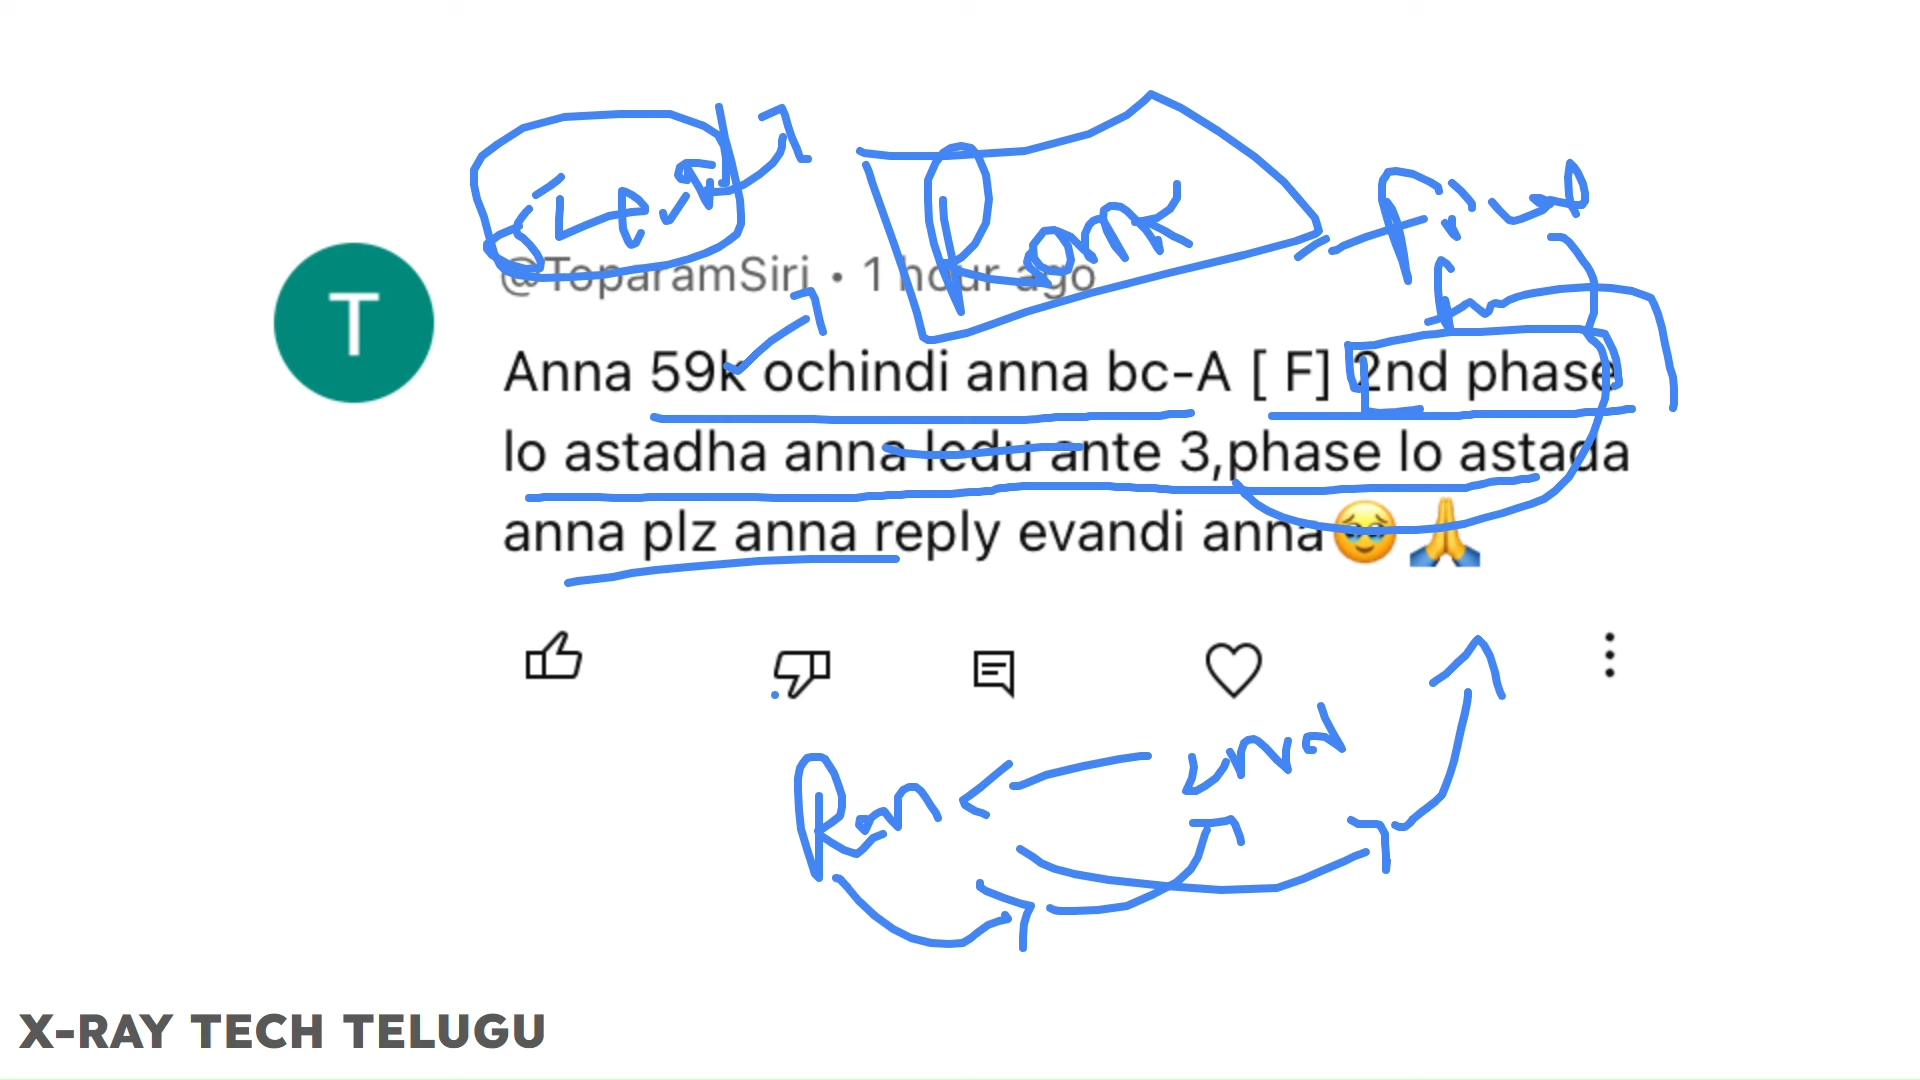 Rank
final
@ToparamSiri • 1 hour ago
Anna 59k ochindi anna bc-A [ F] 2nd phase
lo astadha anna ledu ante 3,phase lo astada
anna plz anna reply evandi anna🥹🙏
T
X-RAY TECH TELUGU